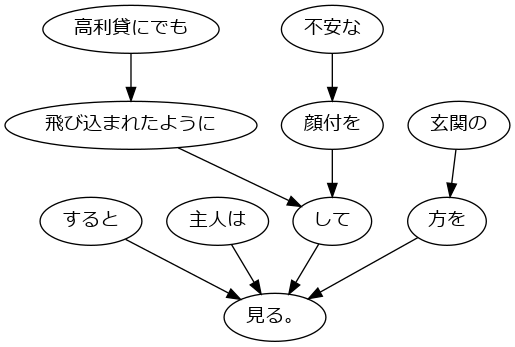 高利貸にでも
不安な
飛び込まれたように
顔付を
玄関の
すると
主人は
して
方を
見る。